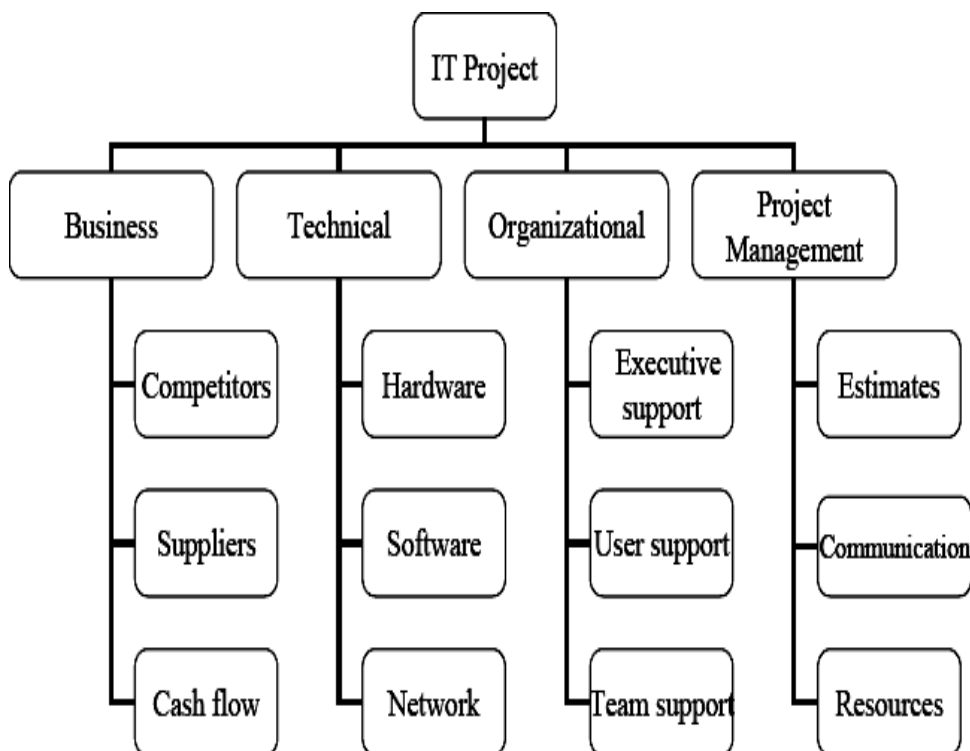 IT Project
Business
Technical
Organizational
Project
Management
Competitors
Hardware
Executive
support
Estimates
Suppliers
Software
User support
Communication
Cash flow
Network
Team support
Resources